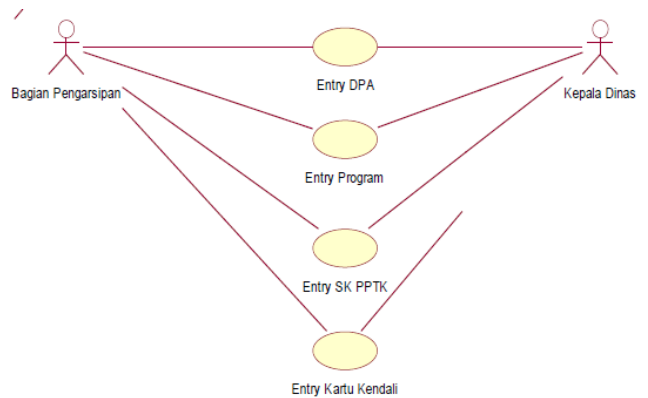 Entry DPA
Bagian Pengarsipan
Kepala Dinas
Entry Program
Entry SK PPTK
Entry Kartu Kendali